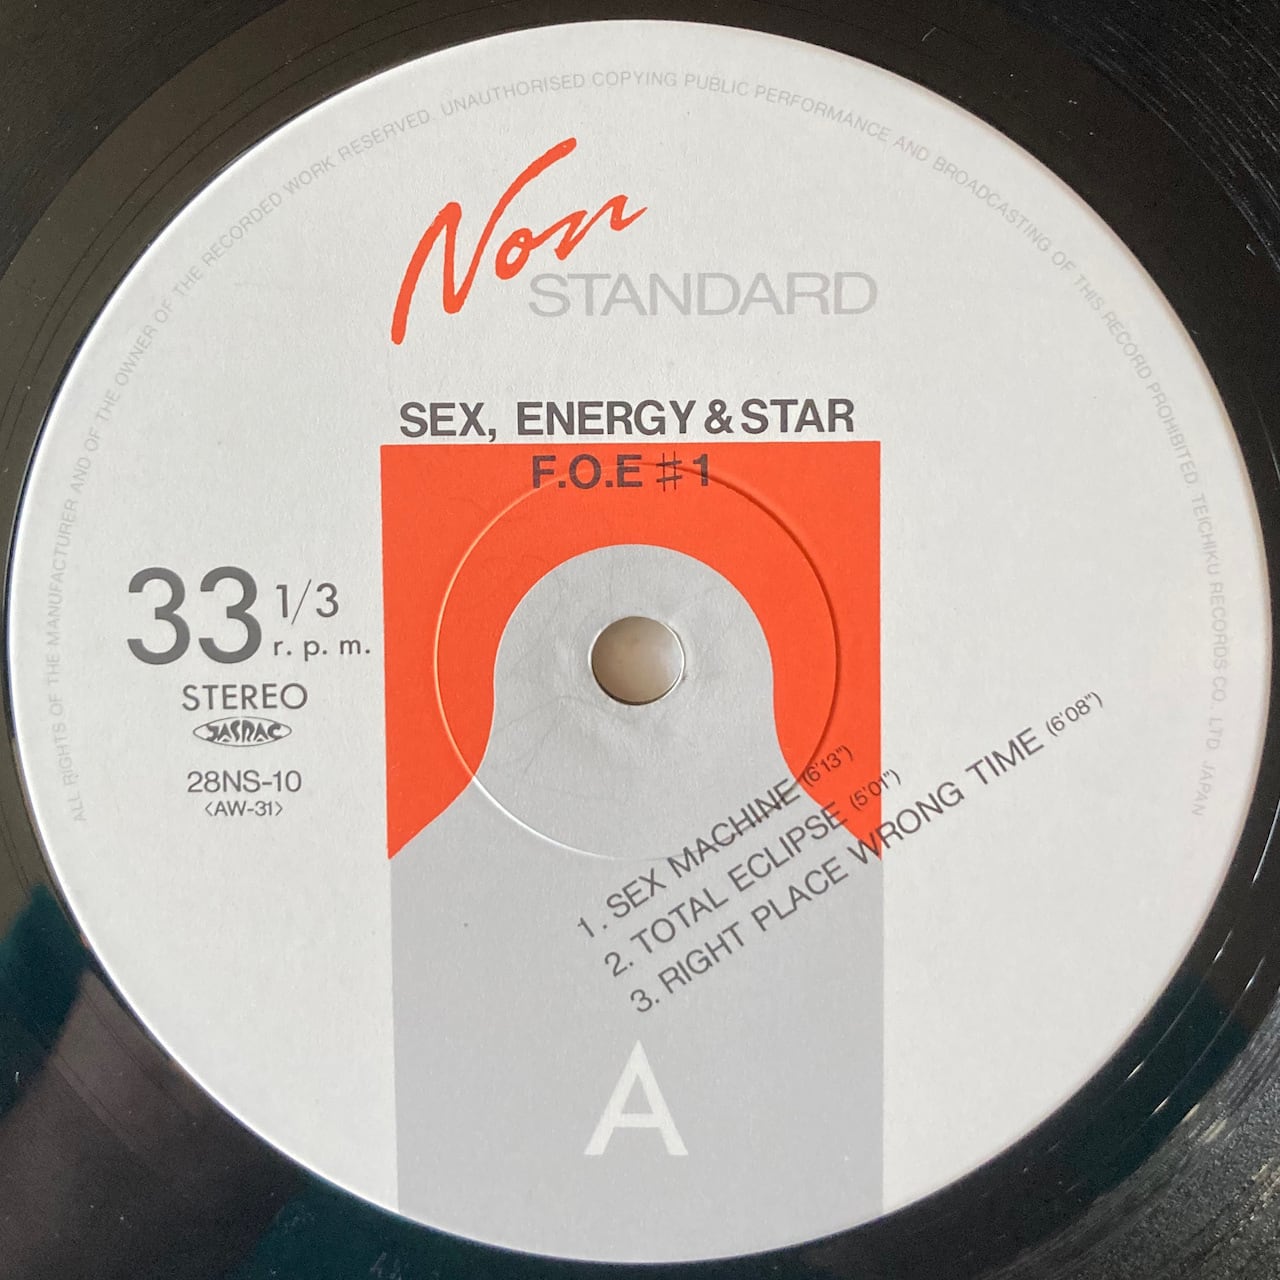 ALL RIGHTS OF THE MANUFACTURER AND OF THE OWNER OF THE RECORDED WORK RESERVED. UNAUTHORISED COPYING PUBLIC PERFORMANCE AND BROADCASTING OF THIS RECORD PROHIBITED TEICHIKU RECORDS CO., LTD. JAPAN
Non
STANDARD
SEX, ENERGY & STAR
F.O.E ♯1
33 1/3
r. p. m.
STEREO
JASRAC
28NS-10
<AW-31>
1. SEX MACHINE (6'13")
2. TOTAL ECLIPSE (5'01")
3. RIGHT PLACE WRONG TIME (6'08")
A